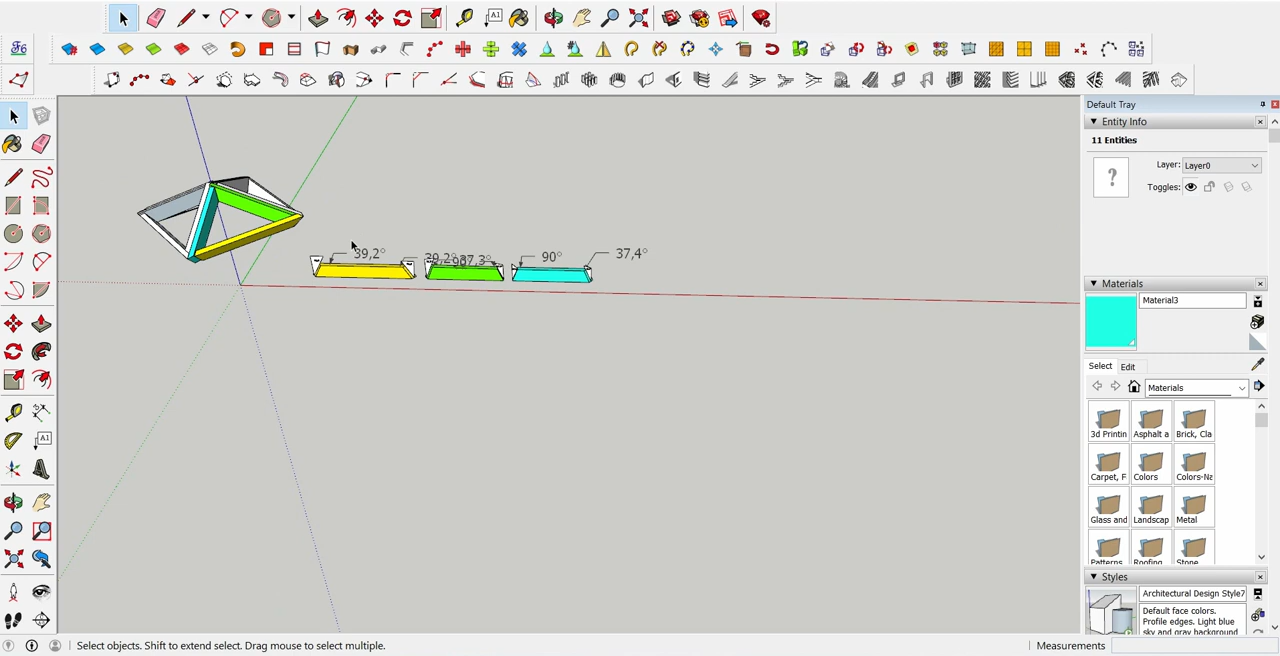 A1
Default Tray
Entity Info
11 Entities
Layer: Layer0
Toggles:
?
39,2°
90°
37,4°
Materials
Material3
Select Edit
Materials
3d Printin Asphalt a Brick, Cla
Carpet, F Colors Colors-Na
Glass and Landscap Metal
Patterns Roofing Stone
A1
Styles
Architectural Design Style7
Default face colors.
Profile edges. Light blue
sky and gray background
Select objects. Shift to extend select. Drag mouse to select multiple.
Measurements